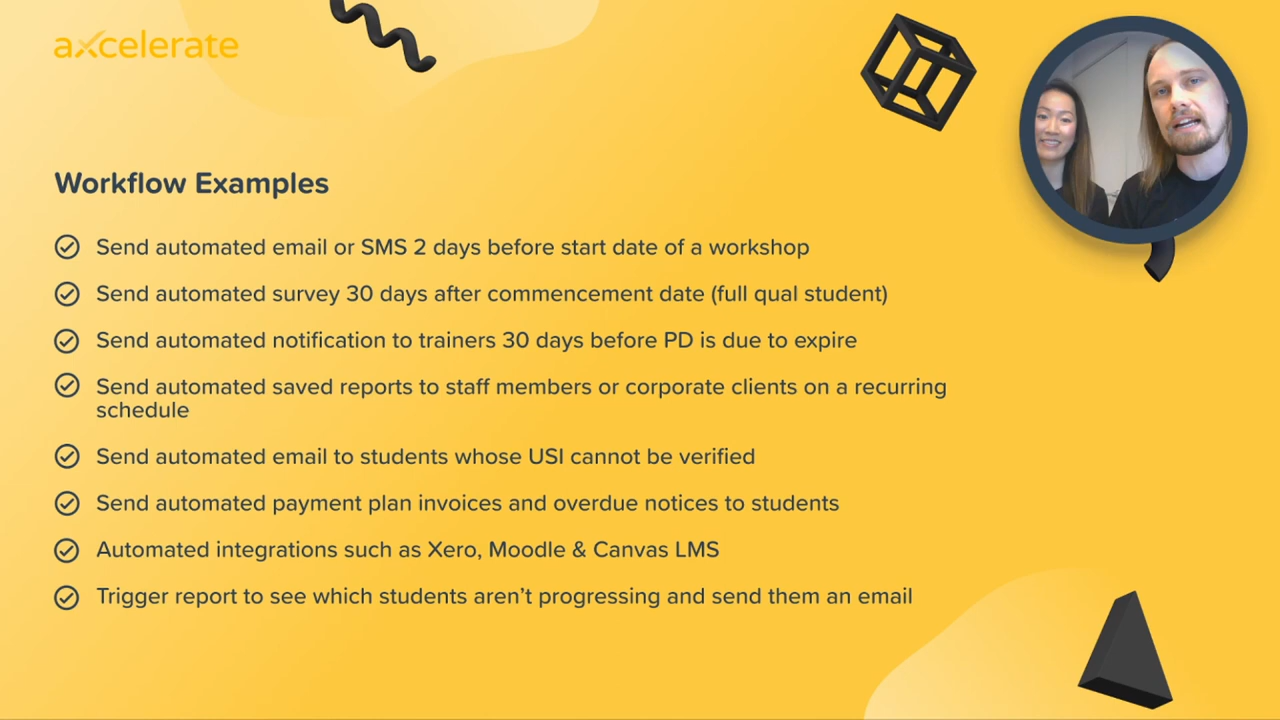 axcelerate
Workflow Examples
Send automated email or SMS 2 days before start date of a workshop
Send automated survey 30 days after commencement date (full qual student)
Send automated notification to trainers 30 days before PD is due to expire
Send automated saved reports to staff members or corporate clients on a recurring
schedule
Send automated email to students whose USI cannot be verified
Send automated payment plan invoices and overdue notices to students
Automated integrations such as Xero, Moodle & Canvas LMS
Trigger report to see which students aren’t progressing and send them an email